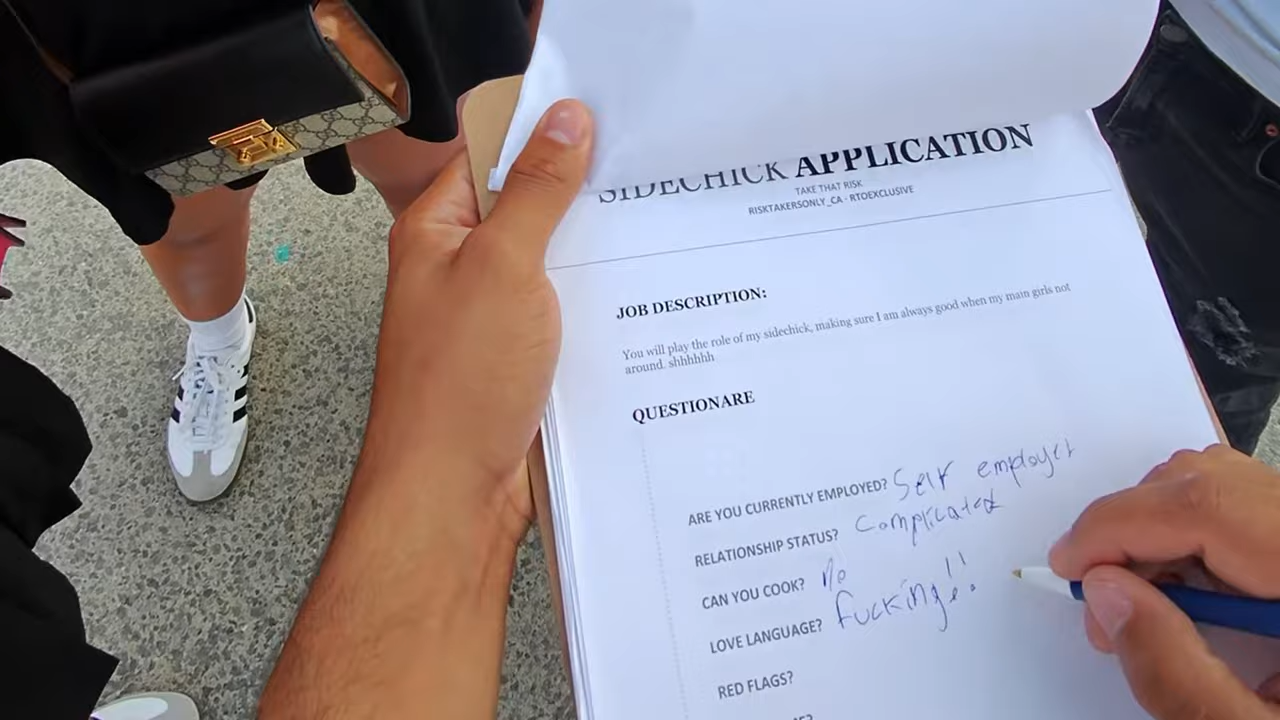 SIDECHICK APPLICATION
TAKE THAT RISK
RISKTAKERSONLY_CA - RTOEXCLUSIVE
JOB DESCRIPTION:
You will play the role of my sidechick, making sure I am always good when my main girls not
around. shhhhhh
QUESTIONARE
ARE YOU CURRENTLY EMPLOYED? Self employet
RELATIONSHIP STATUS? Complicated
CAN YOU COOK? No
LOVE LANGUAGE? fucking!!
RED FLAGS?